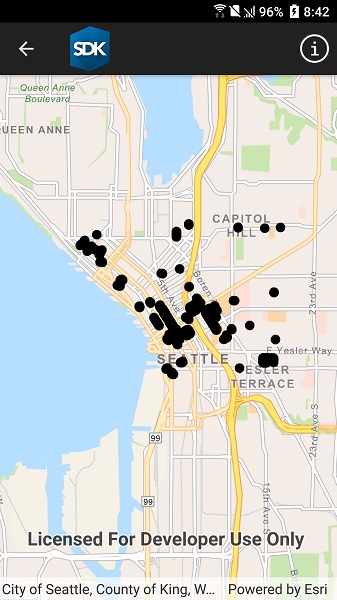 96% 8:42
SDK
Queen Anne
Boulevard
QUEEN ANNE
CAPITOL
HILL
Boren
5th Ave
23rd Ave
SEATTLE
E Yesler Way
ESLER
TERRACE
23rd Ave S
99
99
15th Ave S
Licensed For Developer Use Only
City of Seattle, County of King, W... Powered by Esri